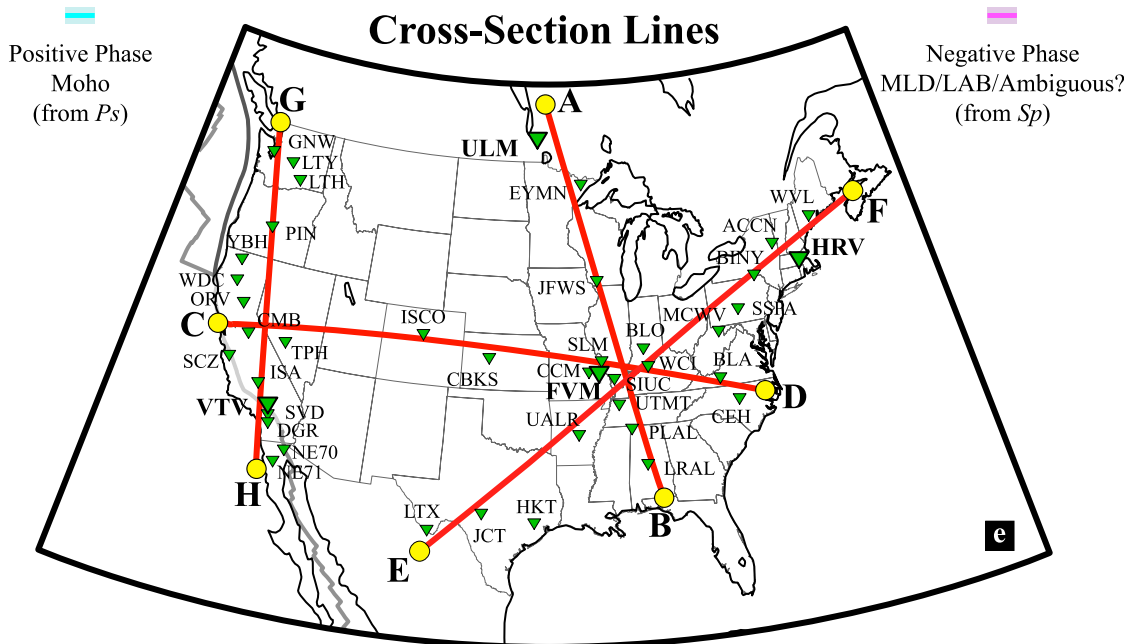 Cross-Section Lines
Positive Phase
Moho
(from Ps)
Negative Phase
MLD/LAB/Ambiguous?
(from Sp)
A
G
ULM
GNW
LTY
LTH
EYMN
WVL
F
ACCN
HRV
PIN
YBH
BINY
WDC
ORV
JFWS
C
CMB
ISCO
MCWV
SSPA
BLO
SLM
SCZ
TPH
ISA
CBKS
CCM
WCI
BLA
FVM
SIUC
D
VTV
SVD
UALR
UTMT
CEH
DGR
PLAL
NE70
NE71
LRAL
H
LTX
HKT
B
JCT
E
e